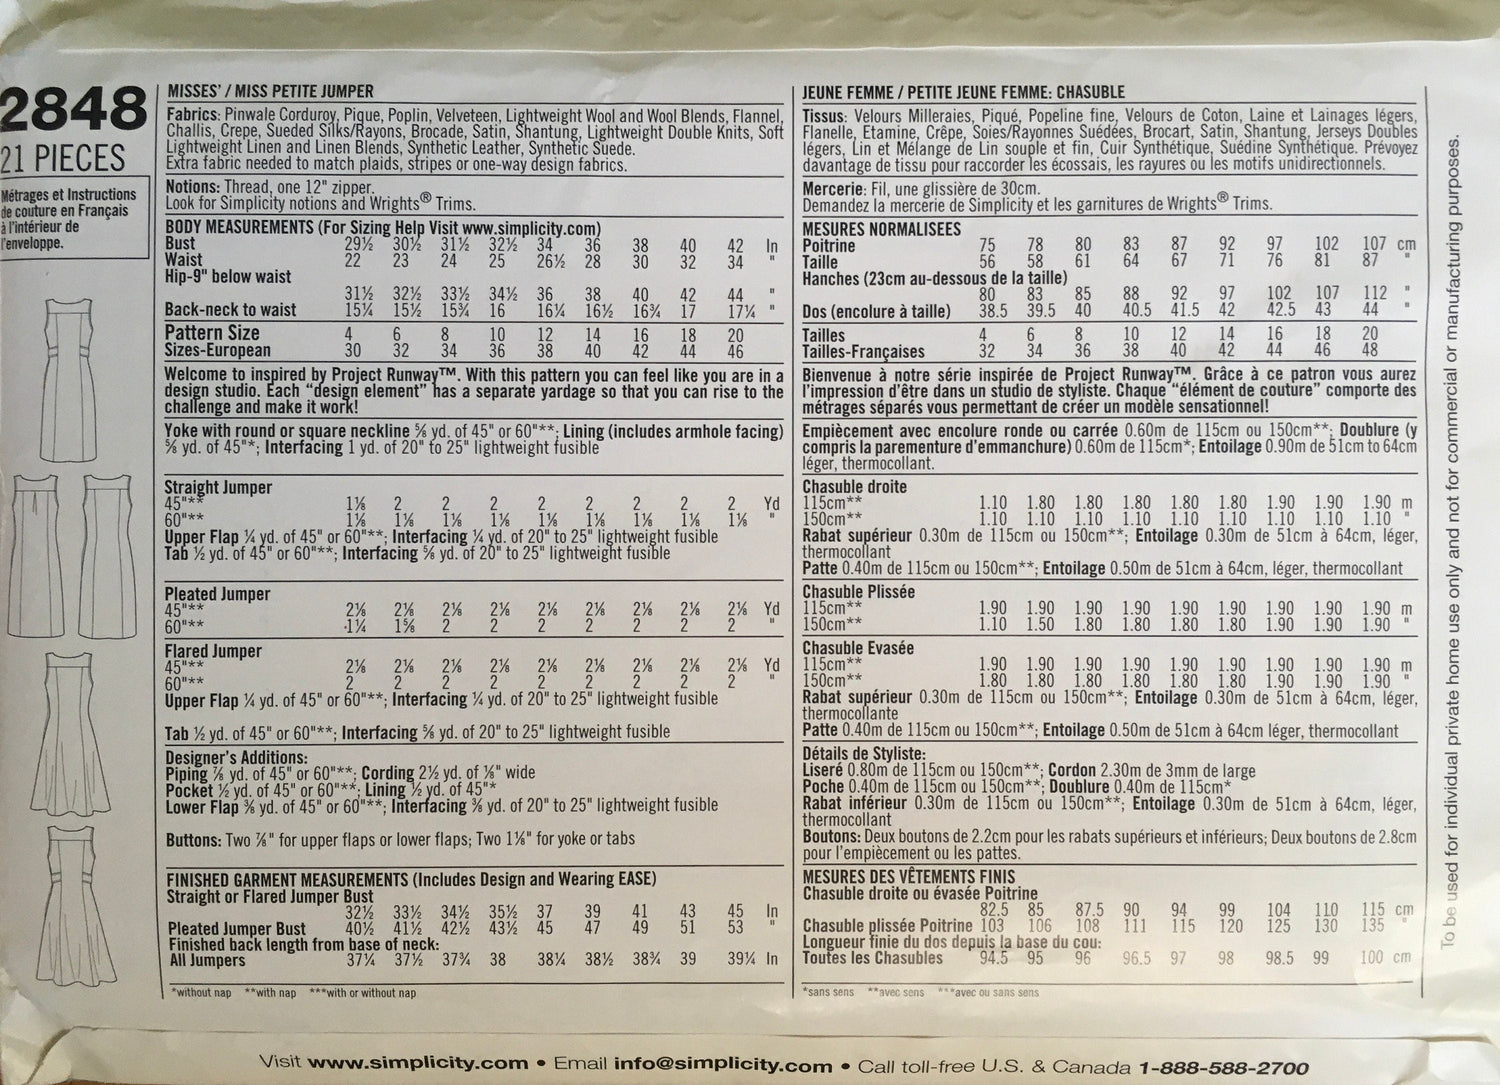 2848
21 PIECES
Métrages et Instructions
de couture en Français
à l'intérieur de
l'enveloppe.
MISSES' / MISS PETITE JUMPER
Fabrics: Pinwale Corduroy, Pique, Poplin, Velveteen, Lightweight Wool and Wool Blends, Flannel,
Challis, Crepe, Sueded Silks/Rayons, Brocade, Satin, Shantung, Lightweight Double Knits, Soft
Lightweight Linen and Linen Blends, Synthetic Leather, Synthetic Suede.
Extra fabric needed to match plaids, stripes or one-way design fabrics.
Notions: Thread, one 12" zipper.
Look for Simplicity notions and Wrights® Trims.
BODY MEASUREMENTS (For Sizing Help Visit www.simplicity.com)
Bust 29½ 30½ 31½ 32½ 34 36 38 40 42 In
Waist 22 23 24 25 26½ 28 30 32 34 "
Hip-9" below waist
31½ 32½ 33½ 34½ 36 38 40 42 44 "
Back-neck to waist 15¼ 15½ 15¾ 16 16¼ 16½ 16¾ 17 17¼ "
Pattern Size 4 6 8 10 12 14 16 18 20
Sizes-European 30 32 34 36 38 40 42 44 46
Welcome to inspired by Project Runway™. With this pattern you can feel like you are in a
design studio. Each "design element" has a separate yardage so that you can rise to the
challenge and make it work!
Yoke with round or square neckline ⅝ yd. of 45" or 60"**; Lining (includes armhole facing)
⅝ yd. of 45"*; Interfacing 1 yd. of 20" to 25" lightweight fusible
Straight Jumper
45"** 1⅛ 2 2 2 2 2 2 2 2 Yd
60"** 1⅛ 1⅛ 1⅛ 1⅛ 1⅛ 1⅛ 1⅛ 1⅛ 1⅛ "
Upper Flap ¼ yd. of 45" or 60"**; Interfacing ¼ yd. of 20" to 25" lightweight fusible
Tab ½ yd. of 45" or 60"**; Interfacing ⅝ yd. of 20" to 25" lightweight fusible
Pleated Jumper
45"** 2⅛ 2⅛ 2⅛ 2⅛ 2⅛ 2⅛ 2⅛ 2⅛ 2⅛ Yd
60"** 1¼ 1⅝ 2 2 2 2 2 2 2 "
Flared Jumper
45"** 2⅛ 2⅛ 2⅛ 2⅛ 2⅛ 2⅛ 2⅛ 2⅛ 2⅛ Yd
60"** 2 2 2 2 2 2 2 2 2 "
Upper Flap ¼ yd. of 45" or 60"**; Interfacing ¼ yd. of 20" to 25" lightweight fusible
Tab ½ yd. of 45" or 60"**; Interfacing ⅝ yd. of 20" to 25" lightweight fusible
Designer's Additions:
Piping ⅞ yd. of 45" or 60"**; Cording 2½ yd. of ⅛" wide
Pocket ½ yd. of 45" or 60"**; Lining ½ yd. of 45"*
Lower Flap ⅜ yd. of 45" or 60"**; Interfacing ⅜ yd. of 20" to 25" lightweight fusible
Buttons: Two ⅞" for upper flaps or lower flaps; Two 1⅛" for yoke or tabs
FINISHED GARMENT MEASUREMENTS (Includes Design and Wearing EASE)
Straight or Flared Jumper Bust
32½ 33½ 34½ 35½ 37 39 41 43 45 In
Pleated Jumper Bust 40½ 41½ 42½ 43½ 45 47 49 51 53 "
Finished back length from base of neck:
All Jumpers 37¼ 37½ 37¾ 38 38¼ 38½ 38¾ 39 39¼ In
*without nap **with nap ***with or without nap
JEUNE FEMME / PETITE JEUNE FEMME: CHASUBLE
Tissus: Velours Milleraies, Piqué, Popeline fine, Velours de Coton, Laine et Lainages légers,
Flanelle, Etamine, Crêpe, Soies/Rayonnes Suédées, Brocart, Satin, Shantung, Jerseys Doubles
légers, Lin et Mélange de Lin souple et fin, Cuir Synthétique, Suédine Synthétique. Prévoyez
davantage de tissu pour raccorder les écossais, les rayures ou les motifs unidirectionnels.
Mercerie: Fil, une glissière de 30cm.
Demandez la mercerie de Simplicity et les garnitures de Wrights® Trims.
MESURES NORMALISEES
Poitrine 75 78 80 83 87 92 97 102 107 cm
Taille 56 58 61 64 67 71 76 81 87 "
Hanches (23cm au-dessous de la taille)
80 83 85 88 92 97 102 107 112 "
Dos (encolure à taille) 38.5 39.5 40 40.5 41.5 42 42.5 43 44 "
Tailles 4 6 8 10 12 14 16 18 20
Tailles-Françaises 32 34 36 38 40 42 44 46 48
Bienvenue à notre série inspirée de Project Runway™. Grâce à ce patron vous aurez
l'impression d'être dans un studio de styliste. Chaque "élément de couture" comporte des
métrages séparés vous permettant de créer un modèle sensationnel!
Empiècement avec encolure ronde ou carrée 0.60m de 115cm ou 150cm**; Doublure (y
compris la parementure d'emmanchure) 0.60m de 115cm*; Entoilage 0.90m de 51cm to 64cm
léger, thermocollant.
Chasuble droite
115cm** 1.10 1.80 1.80 1.80 1.80 1.80 1.90 1.90 1.90 m
150cm** 1.10 1.10 1.10 1.10 1.10 1.10 1.10 1.10 1.10 "
Rabat supérieur 0.30m de 115cm ou 150cm**; Entoilage 0.30m de 51cm à 64cm, léger,
thermocollant
Patte 0.40m de 115cm ou 150cm**; Entoilage 0.50m de 51cm à 64cm, léger, thermocollant
Chasuble Plissée
115cm** 1.90 1.90 1.90 1.90 1.90 1.90 1.90 1.90 1.90 m
150cm** 1.10 1.50 1.80 1.80 1.80 1.80 1.90 1.90 1.90 "
Chasuble Evasée
115cm** 1.90 1.90 1.90 1.90 1.90 1.90 1.90 1.90 1.90 m
150cm** 1.80 1.80 1.80 1.80 1.80 1.80 1.90 1.90 1.90 "
Rabat supérieur 0.30m de 115cm ou 150cm**; Entoilage 0.30m de 51cm à 64cm, léger,
thermocollante
Patte 0.40m de 115cm ou 150cm**; Entoilage 0.50m de 51cm à 64cm léger, thermocollant
Détails de Styliste:
Liseré 0.80m de 115cm ou 150cm**; Cordon 2.30m de 3mm de large
Poche 0.40m de 115cm ou 150cm**; Doublure 0.40m de 115cm*
Rabat inférieur 0.30m de 115cm ou 150cm**; Entoilage 0.30m de 51cm à 64cm, léger,
thermocollant
Boutons: Deux boutons de 2.2cm pour les rabats supérieurs et inférieurs; Deux boutons de 2.8cm
pour l'empiècement ou les pattes.
MESURES DES VÊTEMENTS FINIS
Chasuble droite ou évasée Poitrine
82.5 85 87.5 90 94 99 104 110 115 cm
Chasuble plissée Poitrine 103 106 108 111 115 120 125 130 135 "
Longueur finie du dos depuis la base du cou:
Toutes les Chasubles 94.5 95 96 96.5 97 98 98.5 99 100 cm
*sans sens **avec sens ***avec ou sans sens
To be used for individual private home use only and not for commercial or manufacturing purposes.
Visit www.simplicity.com • Email info@simplicity.com • Call toll-free U.S. & Canada 1-888-588-2700